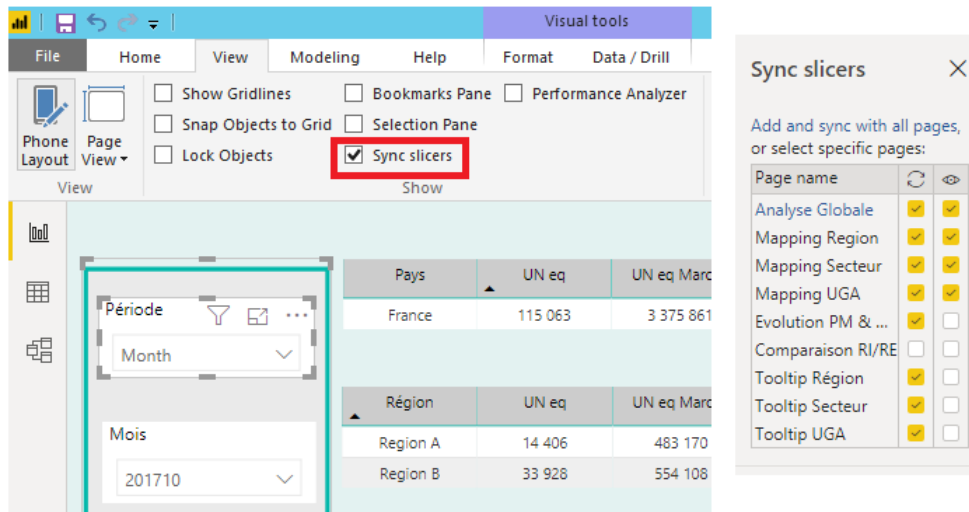 Visual tools
File Home View Modeling Help Format Data / Drill
Show Gridlines Bookmarks Pane Performance Analyzer
Snap Objects to Grid Selection Pane
Lock Objects Sync slicers
Phone Layout
Page View
View Show
Période
Month
Mois
201710
Pays UN eq UN eq Marc
France 115 063 3 375 861
Région UN eq UN eq Marc
Region A 14 406 483 170
Region B 33 928 554 108
Sync slicers
Add and sync with all pages,
or select specific pages:
Page name
Analyse Globale
Mapping Region
Mapping Secteur
Mapping UGA
Evolution PM & ...
Comparaison RI/RE
Tooltip Région
Tooltip Secteur
Tooltip UGA